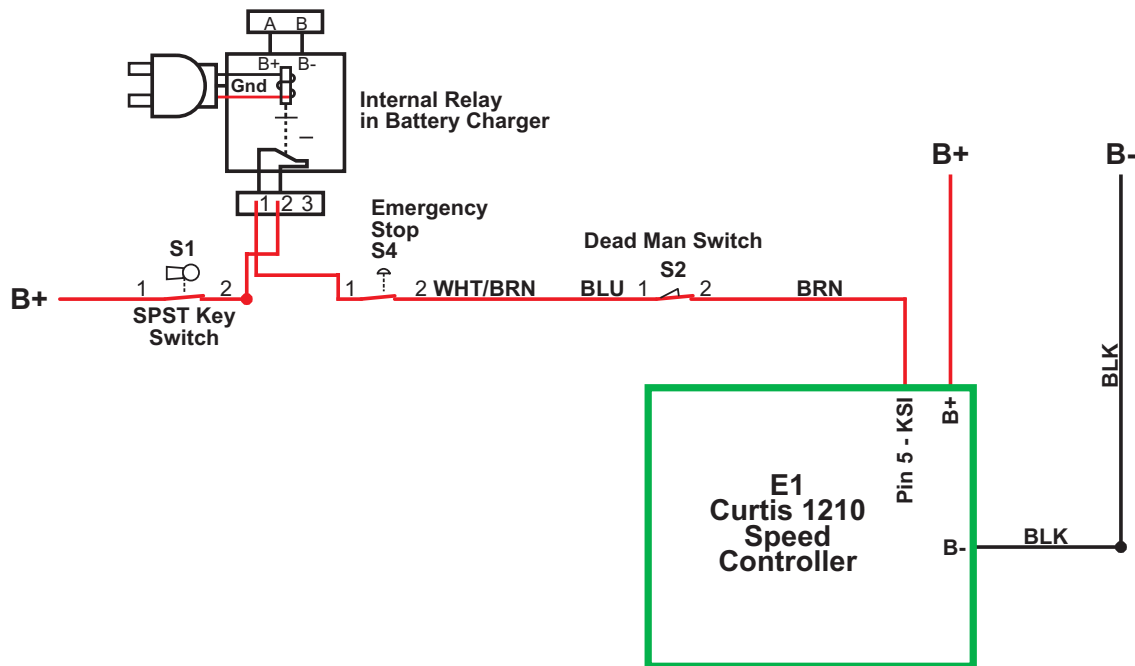 A B
B+ B-
Gnd
Internal Relay
in Battery Charger
1 2 3
B+
B-
Emergency
Stop
S4
Dead Man Switch
S1
S2
B+
1 2
1 2 WHT/BRN BLU 1 2 BRN
SPST Key
Switch
BLK
Pin 5 - KSI
B+
E1
Curtis 1210
Speed
Controller
B-
BLK